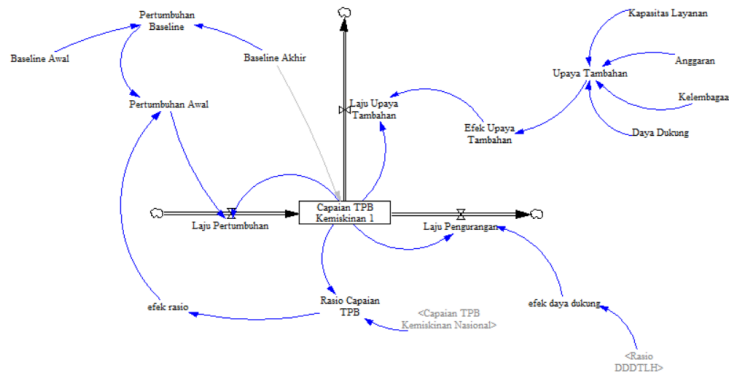 Pertumbuhan
Baseline
Kapasitas Layanan
Baseline Awal
Baseline Akhir
Anggaran
Upaya Tambahan
Pertumbuhan Awal
Laju Upaya
Tambahan
Kelembagaa
Efek Upaya
Tambahan
Daya Dukung
Capaian TPB
Kemiskinan 1
Laju Pertumbuhan
Laju Pengurangan
efek rasio
Rasio Capaian
TPB
efek daya dukung
<Capaian TPB
Kemiskinan Nasional>
<Rasio
DDDTLH>